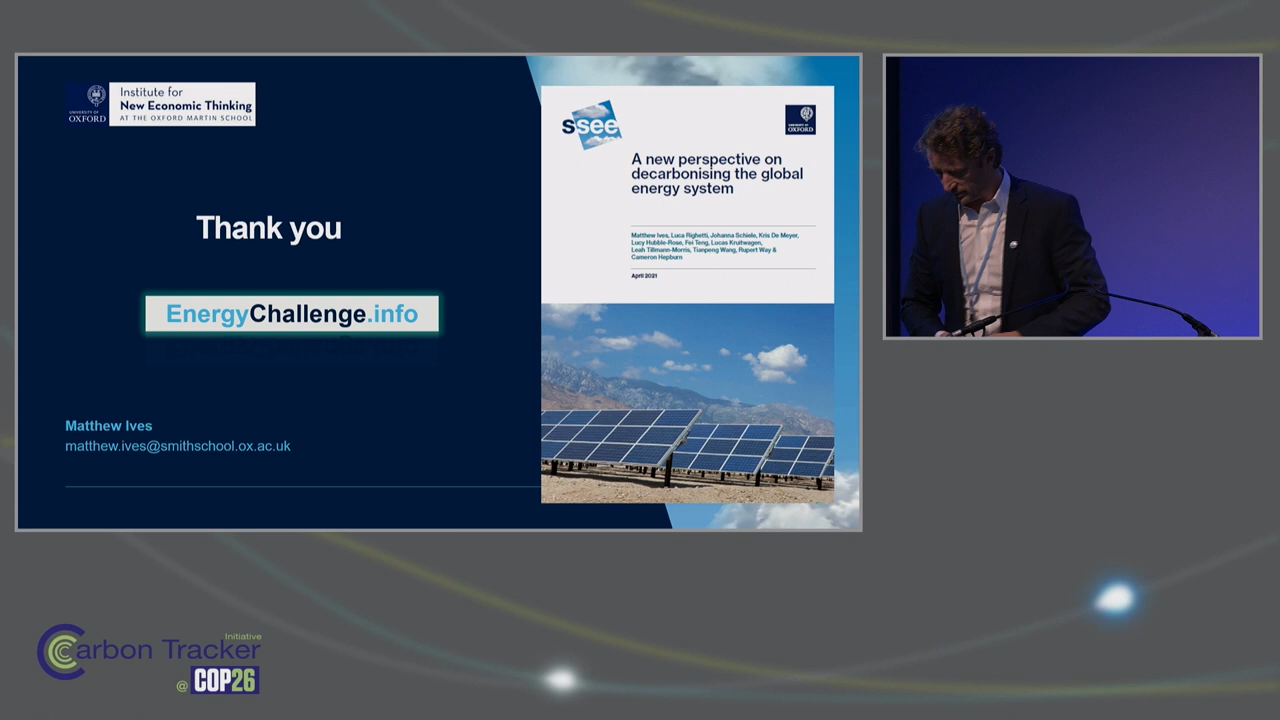 UNIVERSITY OF
OXFORD
Institute for
New Economic Thinking
AT THE OXFORD MARTIN SCHOOL
Thank you
EnergyChallenge.info
Matthew Ives
matthew.ives@smithschool.ox.ac.uk
ssee
UNIVERSITY OF
OXFORD
A new perspective on
decarbonising the global
energy system
Matthew Ives, Luca Righetti, Johanna Schiele, Kris De Meyer,
Lucy Hubble-Rose, Fei Teng, Lucas Kruitwagen,
Leah Tillmann-Morris, Tianpeng Wang, Rupert Way &
Cameron Hepburn
April 2021
Carbon Tracker
Initiative
@ COP26